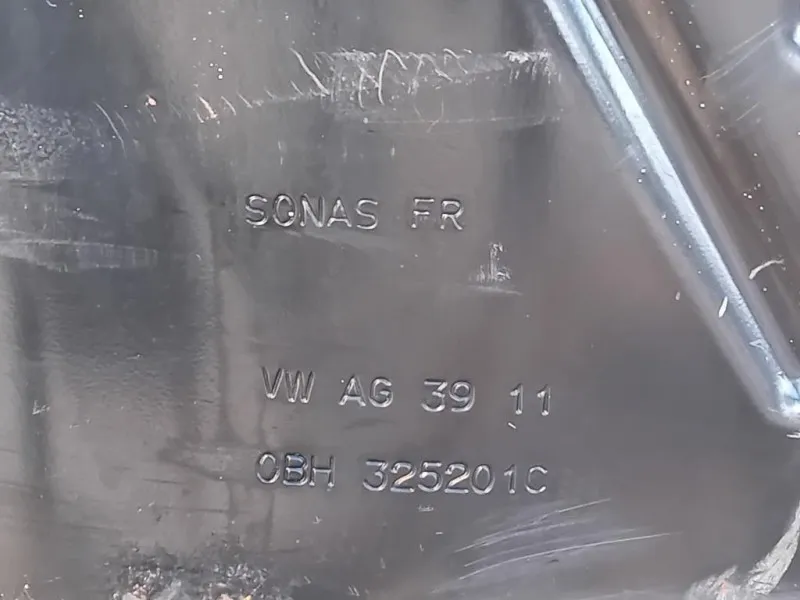 SONAS FR
VW AG 39 11
0BH 325201C